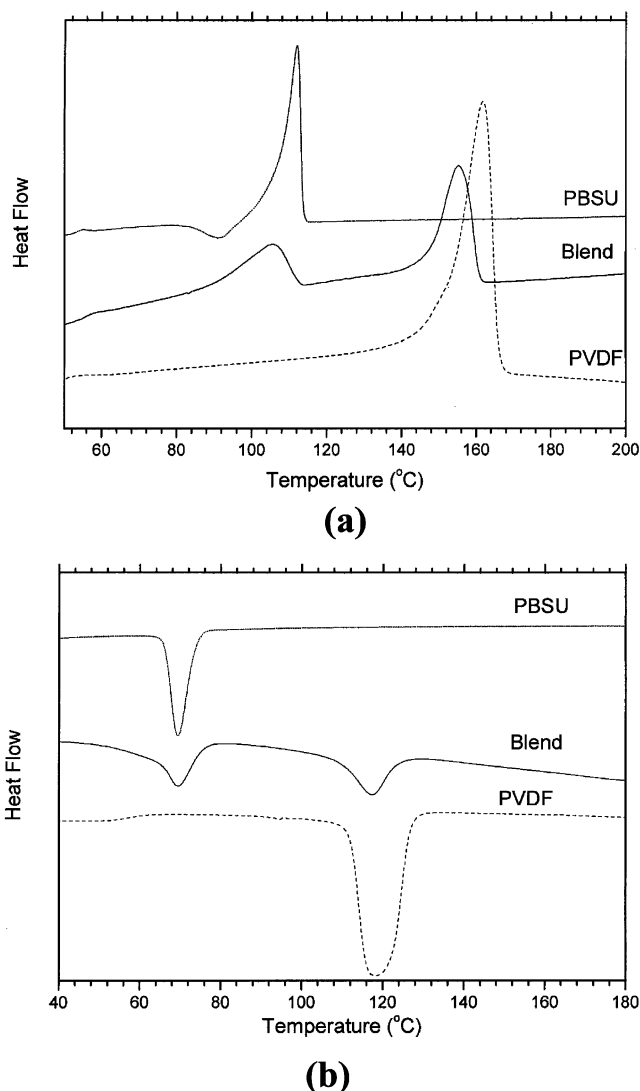 Heat Flow
PBSU
Blend
PVDF
60 80 100 120 140 160 180 200
Temperature (°C)
(a)
Heat Flow
PBSU
Blend
PVDF
40 60 80 100 120 140 160 180
Temperature (°C)
(b)